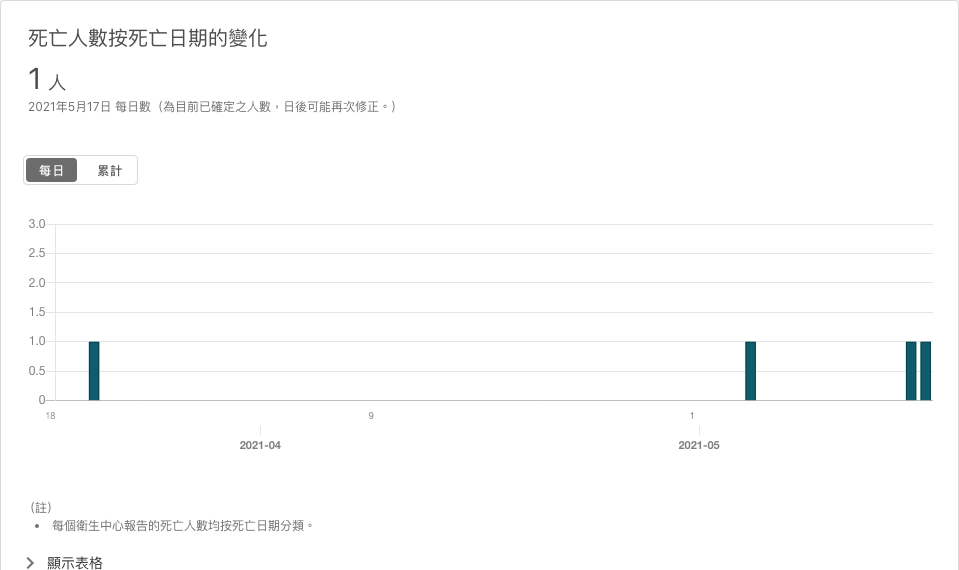 死亡人數按死亡日期的變化
1 人
2021年5月17日 每日數（為目前已確定之人數，日後可能再次修正。）
每日 累計
3.0
2.5
2.0
1.5
1.0
0.5
0
18 9 1
2021-04 2021-05
（註）
• 每個衛生中心報告的死亡人數均按死亡日期分類。
顯示表格